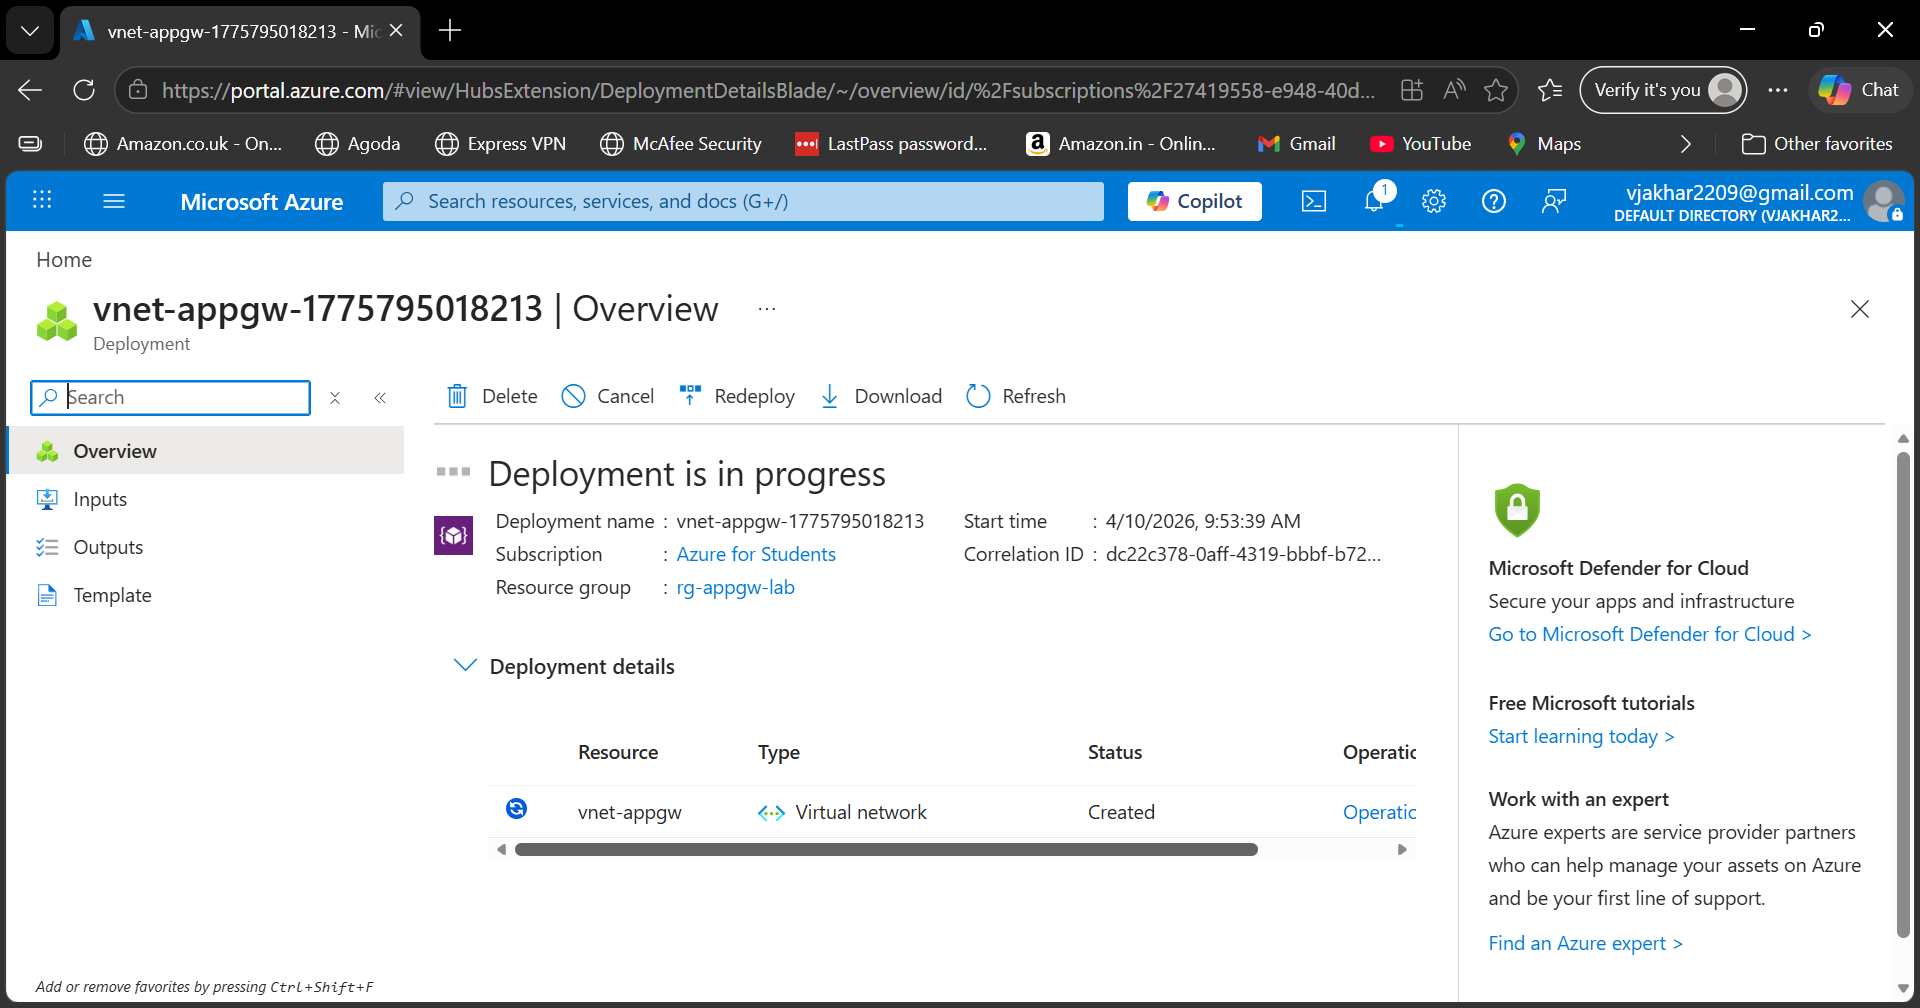 vnet-appgw-1775795018213 - Mic
https://portal.azure.com/#view/HubsExtension/DeploymentDetailsBlade/~/overview/id/%2Fsubscriptions%2F27419558-e948-40d...
Verify it's you
Chat
Amazon.co.uk - On...
Agoda
Express VPN
McAfee Security
LastPass password...
Amazon.in - Onlin...
Gmail
YouTube
Maps
Other favorites
Microsoft Azure
Search resources, services, and docs (G+/)
Copilot
1
vjakhar2209@gmail.com
DEFAULT DIRECTORY (VJAKHAR2...
Home
vnet-appgw-1775795018213 | Overview
...
Deployment
Search
Delete
Cancel
Redeploy
Download
Refresh
Overview
Inputs
Outputs
Template
Deployment is in progress
Deployment name : vnet-appgw-1775795018213
Subscription : Azure for Students
Resource group : rg-appgw-lab
Start time : 4/10/2026, 9:53:39 AM
Correlation ID : dc22c378-0aff-4319-bbbf-b72...
Deployment details
Resource Type Status Operatic
vnet-appgw Virtual network Created Operatic
Microsoft Defender for Cloud
Secure your apps and infrastructure
Go to Microsoft Defender for Cloud >
Free Microsoft tutorials
Start learning today >
Work with an expert
Azure experts are service provider partners
who can help manage your assets on Azure
and be your first line of support.
Find an Azure expert >
Add or remove favorites by pressing Ctrl+Shift+F